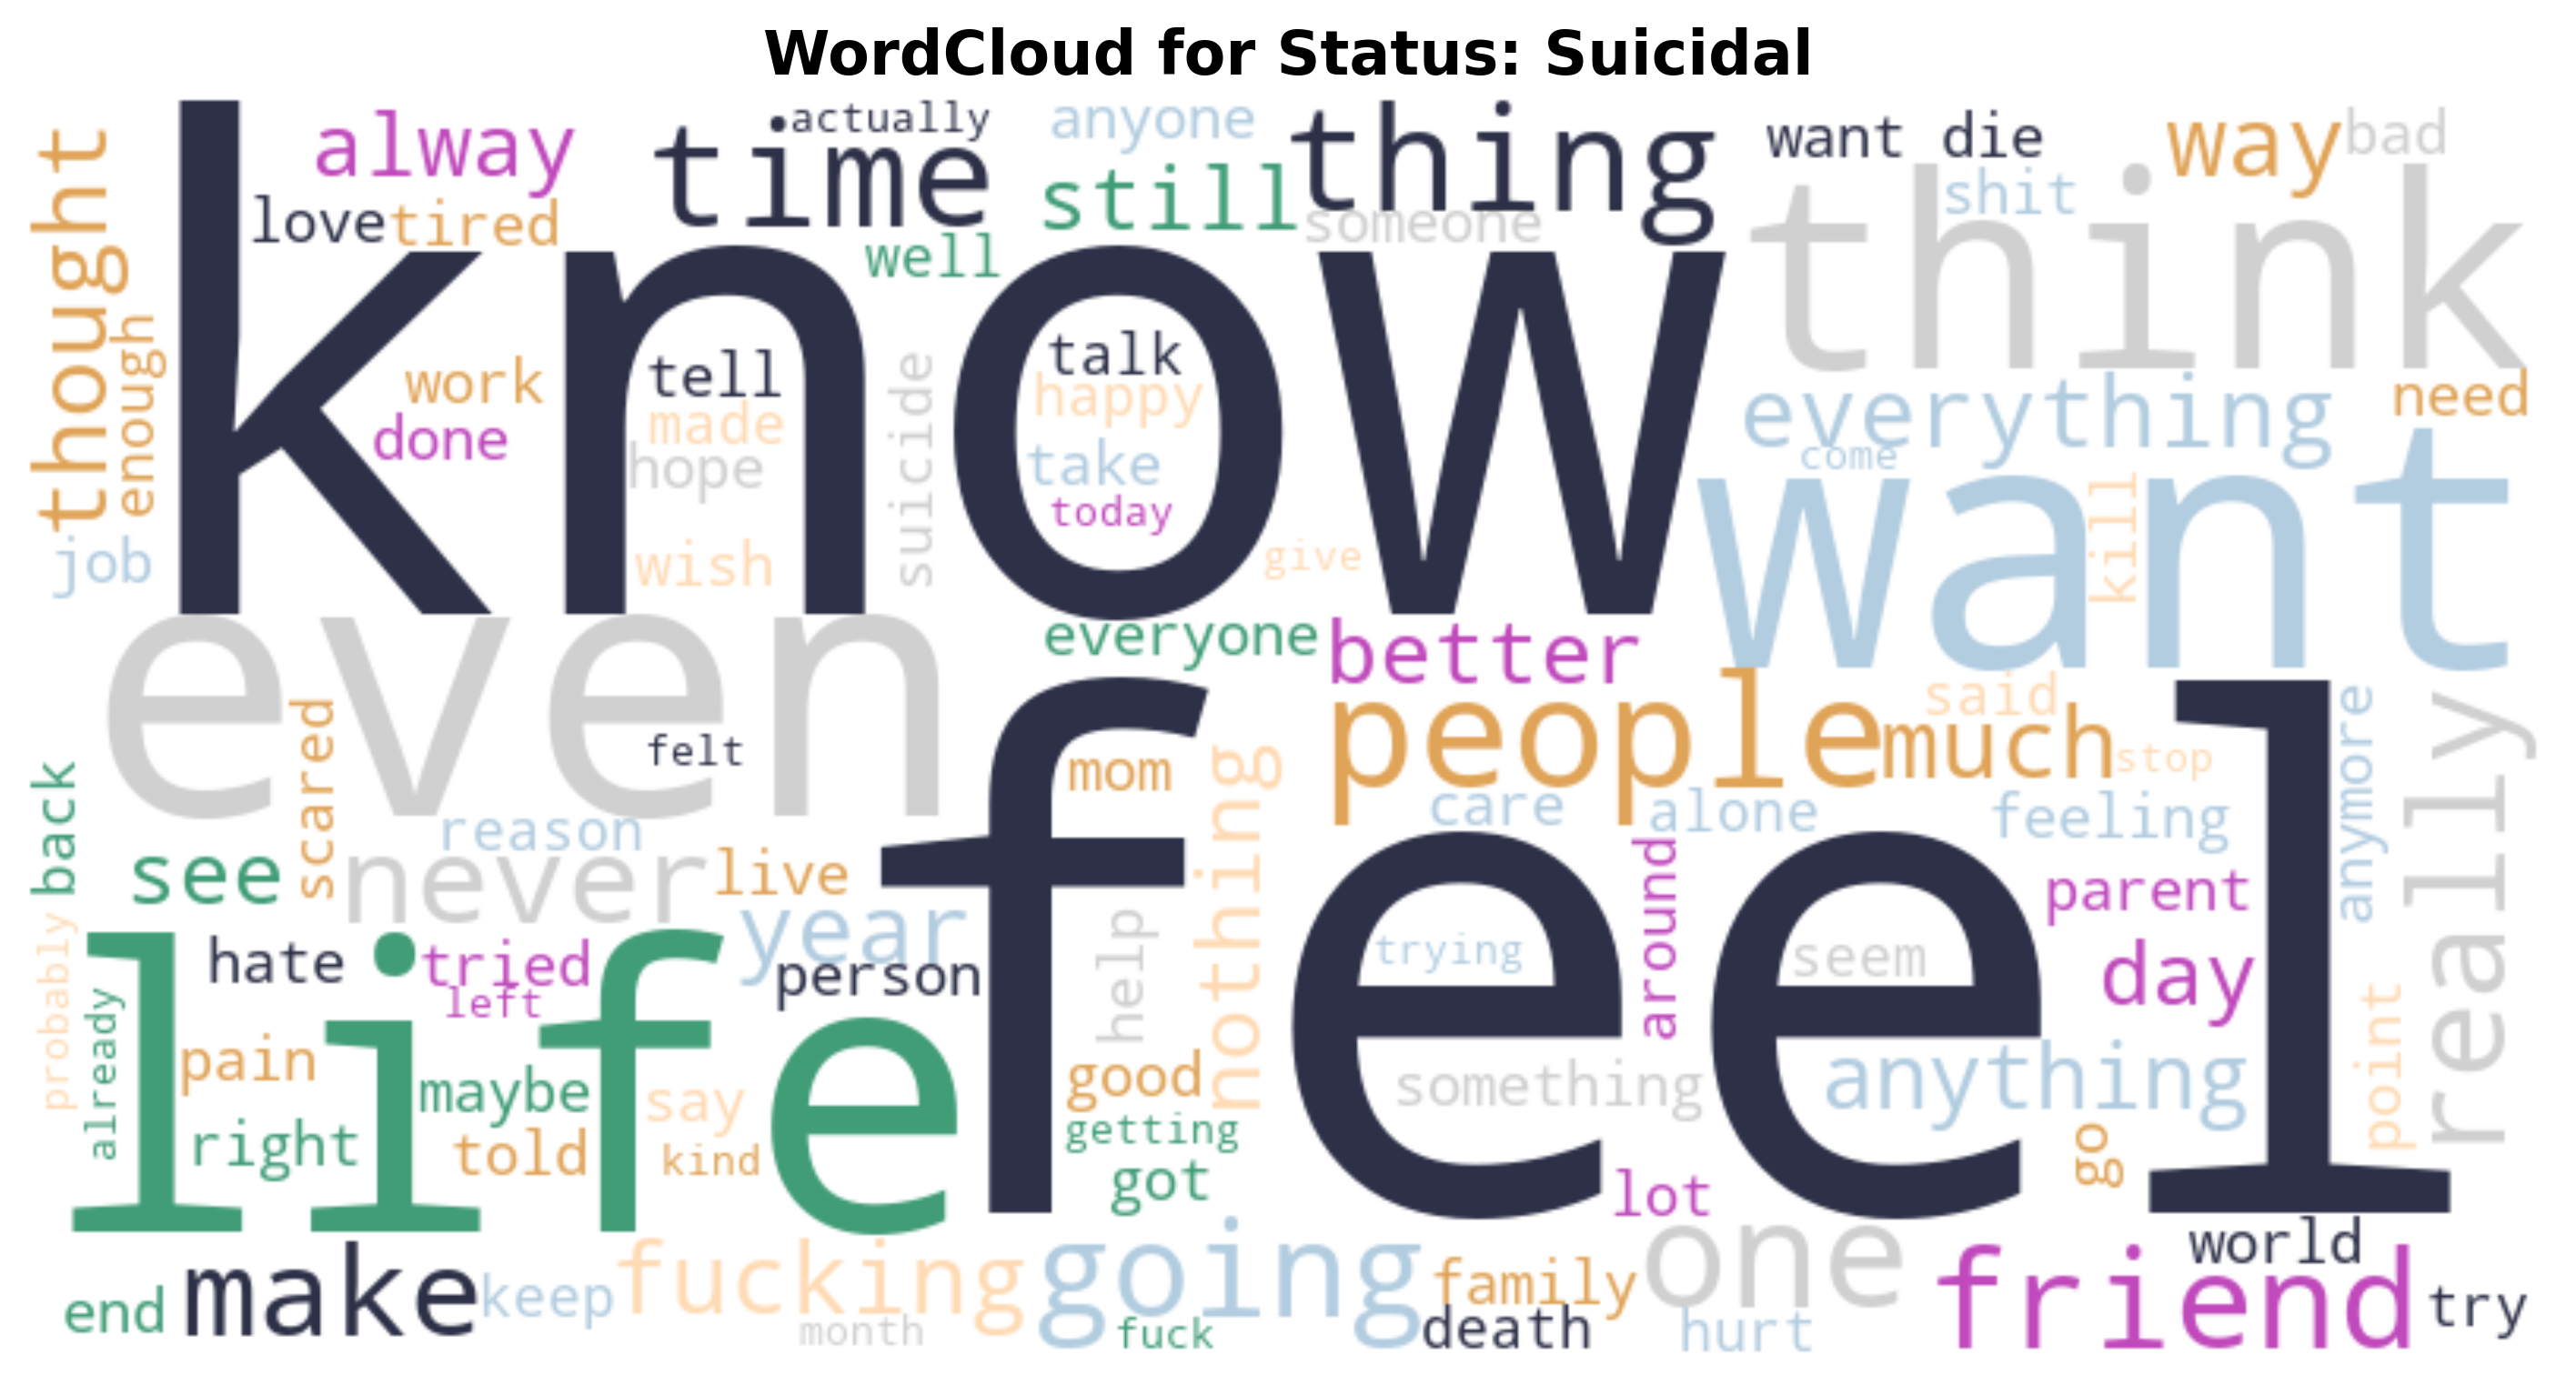 WordCloud for Status: Suicidal
thought
alway
time
actually
anyone
thing
want die
way
bad
love
tired
still
someone
shit
think
well
know
enough
work
done
tell
made
hope
wish
suicide
talk
happy
take
today
give
everything
need
come
want
kill
job
even
everyone
better
people
much
said
stop
really
anymore
scared
felt
mom
nothing
care
alone
feeling
back
see
reason
never
live
year
person
feel
help
trying
around
seem
parent
day
probably
already
life
hate
tried
left
pain
maybe
say
right
told
kind
good
getting
got
something
anything
point
go
lot
end
make
keep
fucking
month
going
fuck
family
death
one
hurt
friend
world
try